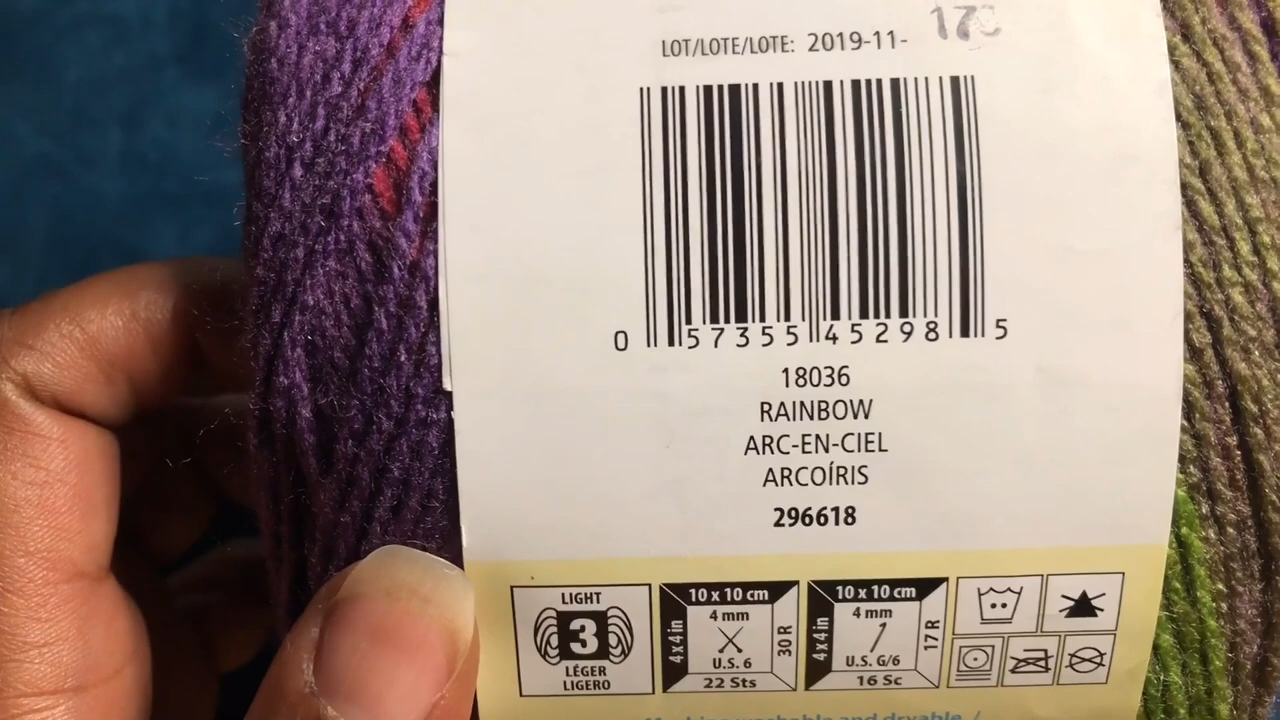 LOT/LOTE/LOTE: 2019-11-
0 57355 45298 5
18036
RAINBOW
ARC-EN-CIEL
ARCOÍRIS
296618
LIGHT
3
LÉGER
LIGERO
10 x 10 cm
4 mm
4 x 4 in
30 R
U.S. 6
22 Sts
10 x 10 cm
4 mm
4 x 4 in
17 R
U.S. G/6
16 Sc